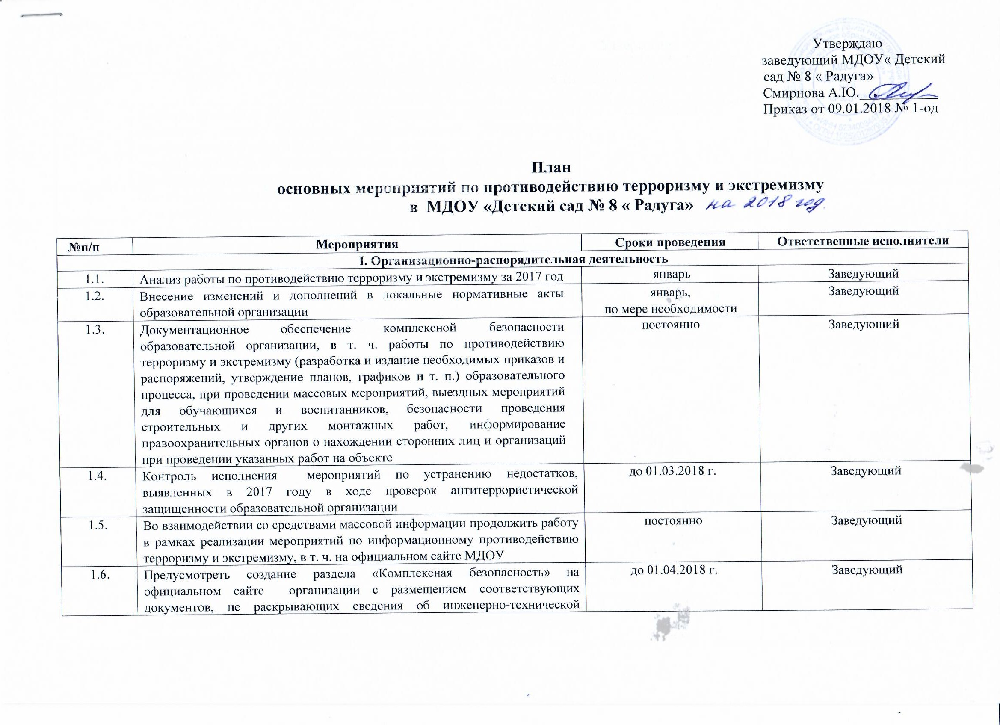 Утверждаю
заведующий МДОУ« Детский
сад № 8 « Радуга»
Смирнова А.Ю.
Приказ от 09.01.2018 № 1-од
План
основных мероприятий по противодействию терроризму и экстремизму
в МДОУ «Детский сад № 8 « Радуга» на 2018 год.
№п/п Мероприятия Сроки проведения Ответственные исполнители
I. Организационно-распорядительная деятельность
1.1. Анализ работы по противодействию терроризму и экстремизму за 2017 год январь Заведующий
1.2. Внесение изменений и дополнений в локальные нормативные акты январь, Заведующий
образовательной организации по мере необходимости
1.3. Документационное обеспечение комплексной безопасности постоянно Заведующий
образовательной организации, в т. ч. работы по противодействию
терроризму и экстремизму (разработка и издание необходимых приказов и
распоряжений, утверждение планов, графиков и т. п.) образовательного
процесса, при проведении массовых мероприятий, выездных мероприятий
для обучающихся и воспитанников, безопасности проведения
строительных и других монтажных работ, информирование
правоохранительных органов о нахождении сторонних лиц и организаций
при проведении указанных работ на объекте
1.4. Контроль исполнения мероприятий по устранению недостатков, до 01.03.2018 г. Заведующий
выявленных в 2017 году в ходе проверок антитеррористической
защищенности образовательной организации
1.5. Во взаимодействии со средствами массовой информации продолжить работу постоянно Заведующий
в рамках реализации мероприятий по информационному противодействию
терроризму и экстремизму, в т. ч. на официальном сайте МДОУ
1.6. Предусмотреть создание раздела «Комплексная безопасность» на до 01.04.2018 г. Заведующий
официальном сайте организации с размещением соответствующих
документов, не раскрывающих сведения об инженерно-технической